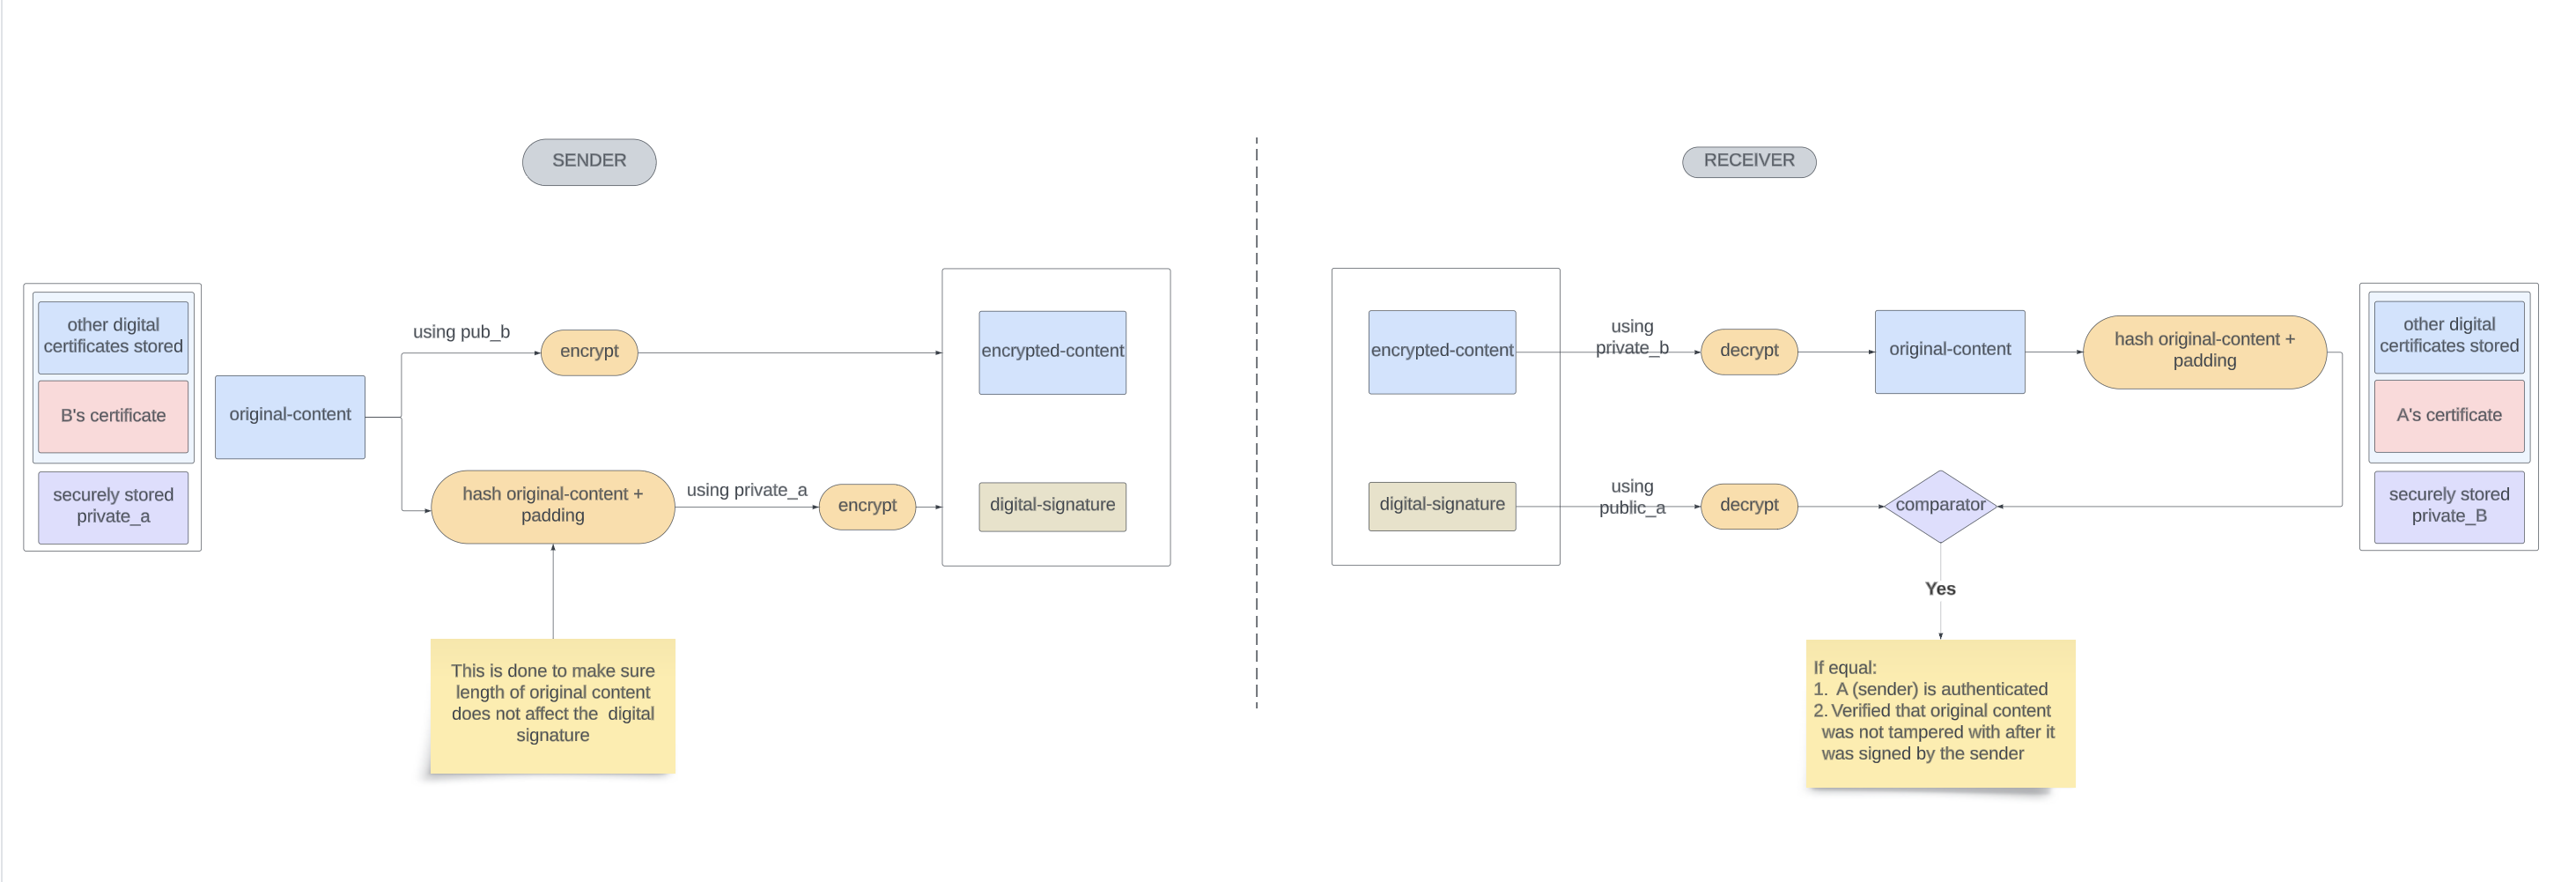 SENDER
other digital
certificates stored
B's certificate
securely stored
private_a
original-content
using pub_b
encrypt
hash original-content +
padding
using private_a
encrypt
encrypted-content
digital-signature
This is done to make sure
length of original content
does not affect the  digital
signature
RECEIVER
encrypted-content
digital-signature
using
private_b
decrypt
original-content
hash original-content +
padding
using
public_a
decrypt
comparator
Yes
If equal:
1.  A (sender) is authenticated
2. Verified that original content
was not tampered with after it
was signed by the sender
other digital
certificates stored
A's certificate
securely stored
private_B